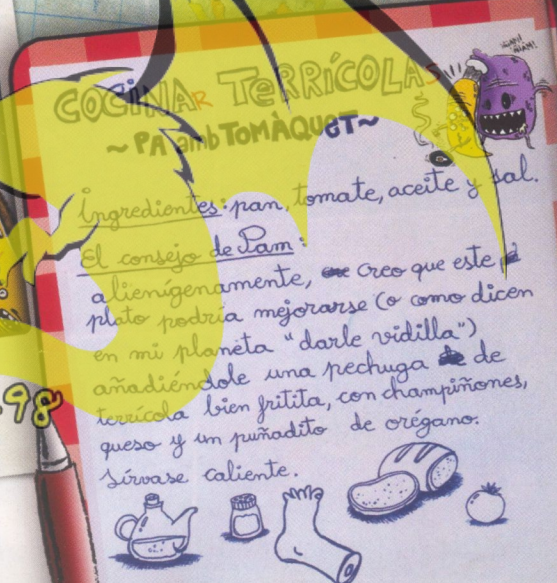 ÑAM! ÑAM!
COCINAR TERRÍCOLAS
~ PA amb TOMÀQUET ~
Ingredientes: pan, tomate, aceite y sal.
El consejo de Pam:
alienígenamente, creo que este
plato podría mejorarse (o como dicen
en mi planeta "darle vidilla")
añadiéndole una pechuga de
terrícola bien fritita, con champiñones,
queso y un puñadito de orégano.
Sírvase caliente.
98